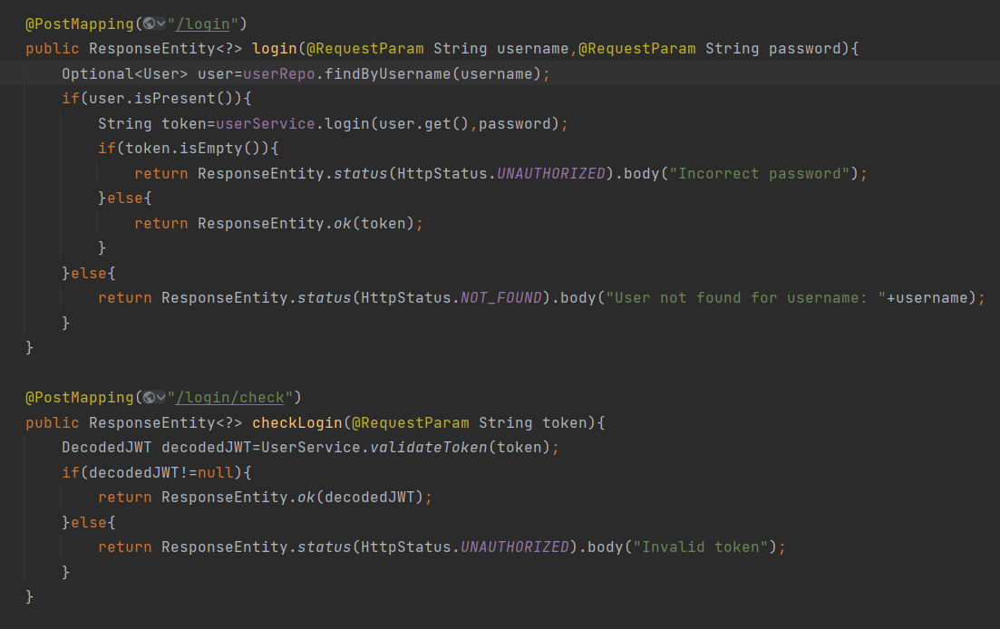 @PostMapping("/login")
public ResponseEntity<?> login(@RequestParam String username,@RequestParam String password){
    Optional<User> user=userRepo.findByUsername(username);
    if(user.isPresent()){
        String token=userService.login(user.get(),password);
        if(token.isEmpty()){
            return ResponseEntity.status(HttpStatus.UNAUTHORIZED).body("Incorrect password");
        }else{
            return ResponseEntity.ok(token);
        }
    }else{
        return ResponseEntity.status(HttpStatus.NOT_FOUND).body("User not found for username: "+username);
    }
}

@PostMapping("/login/check")
public ResponseEntity<?> checkLogin(@RequestParam String token){
    DecodedJWT decodedJWT=UserService.validateToken(token);
    if(decodedJWT!=null){
        return ResponseEntity.ok(decodedJWT);
    }else{
        return ResponseEntity.status(HttpStatus.UNAUTHORIZED).body("Invalid token");
    }
}